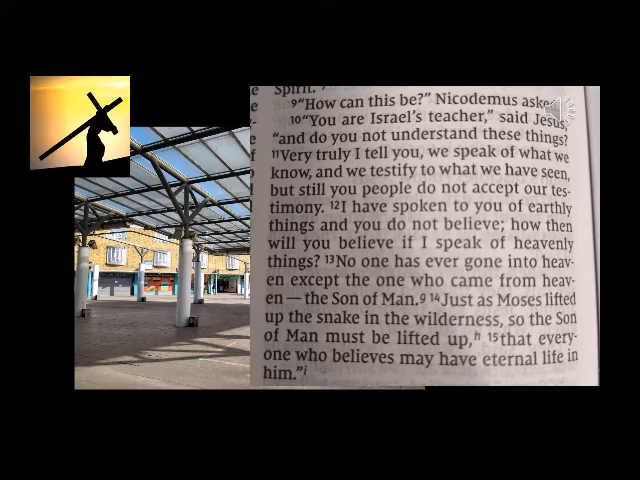 Spirit.
9"How can this be?" Nicodemus aske
10"You are Israel's teacher," said Jesus,
"and do you not understand these things?
11Very truly I tell you, we speak of what we
know, and we testify to what we have seen,
but still you people do not accept our tes-
timony. 12I have spoken to you of earthly
things and you do not believe; how then
will you believe if I speak of heavenly
things? 13No one has ever gone into heav-
en except the one who came from heav-
en — the Son of Man.g 14Just as Moses lifted
up the snake in the wilderness, so the Son
of Man must be lifted up,h 15that every-
one who believes may have eternal life in
him."i